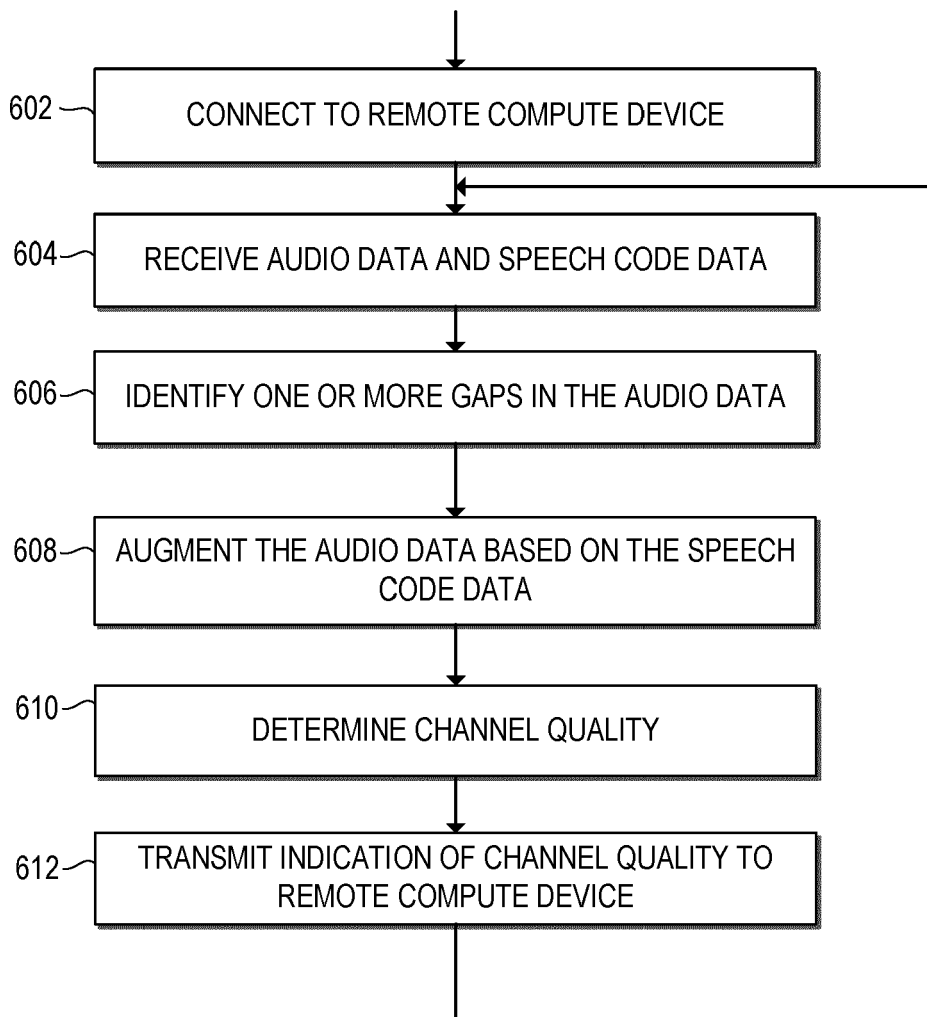 602
CONNECT TO REMOTE COMPUTE DEVICE
604
RECEIVE AUDIO DATA AND SPEECH CODE DATA
606
IDENTIFY ONE OR MORE GAPS IN THE AUDIO DATA
608
AUGMENT THE AUDIO DATA BASED ON THE SPEECH
CODE DATA
610
DETERMINE CHANNEL QUALITY
612
TRANSMIT INDICATION OF CHANNEL QUALITY TO
REMOTE COMPUTE DEVICE